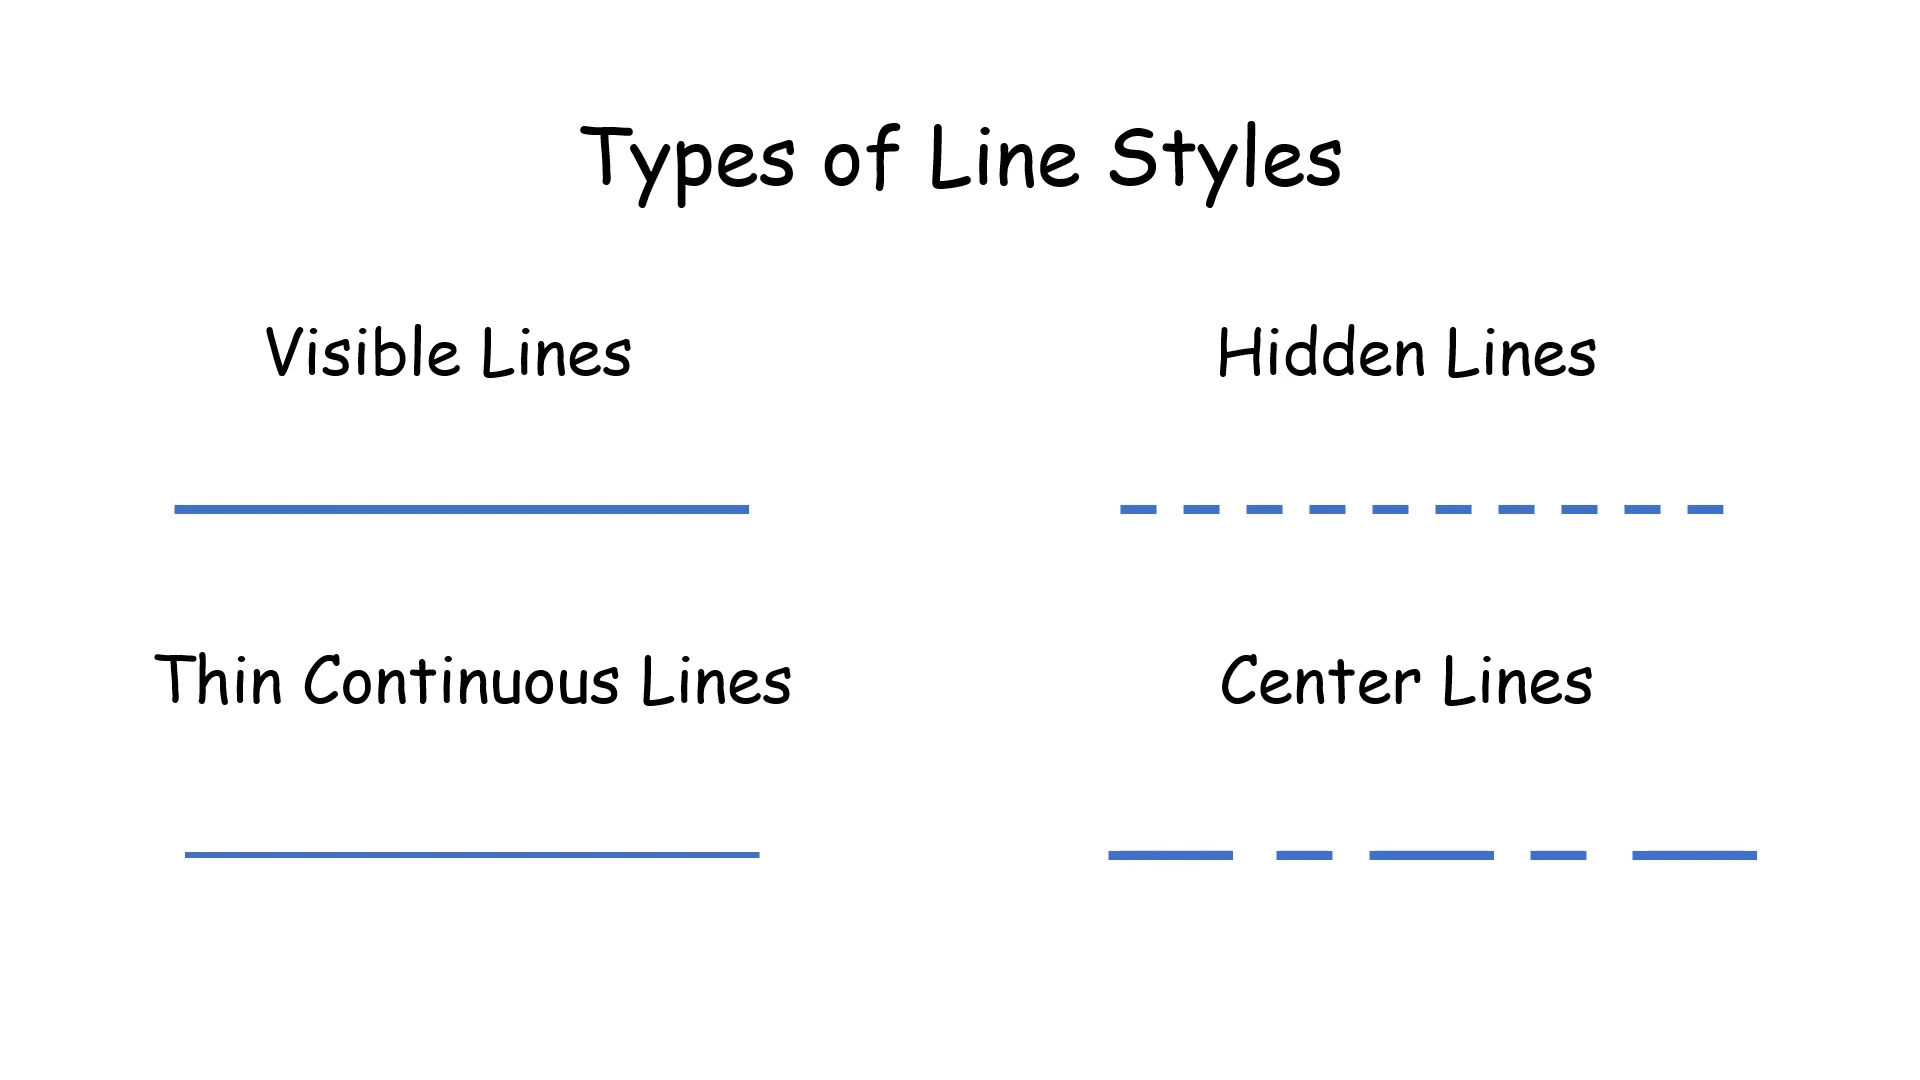 Types of Line Styles
Visible Lines
Hidden Lines
Thin Continuous Lines
Center Lines